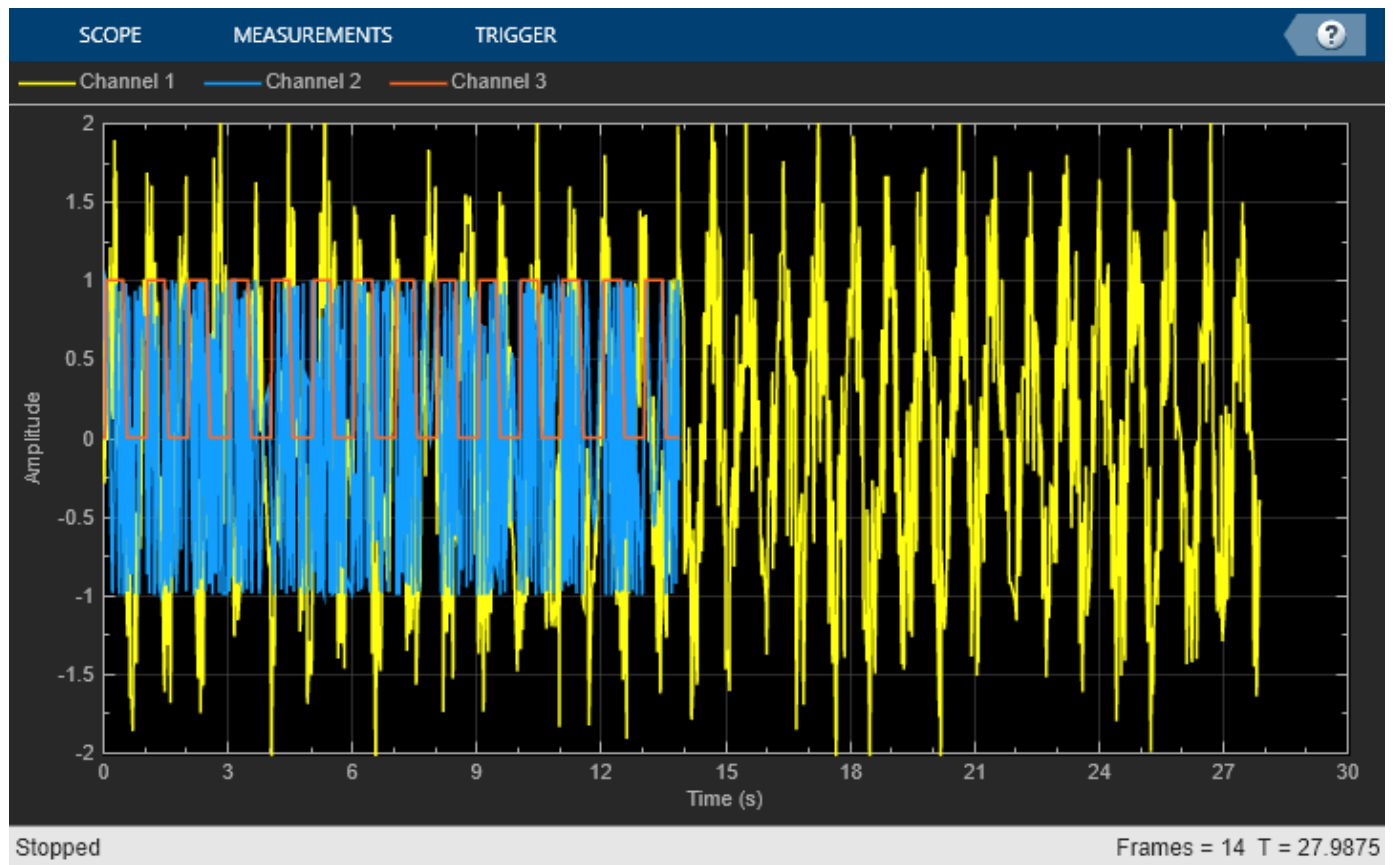 SCOPE MEASUREMENTS TRIGGER ?
Channel 1 Channel 2 Channel 3
2
1.5
1
0.5
0
-0.5
-1
-1.5
-2
Amplitude
0 3 6 9 12 15 18 21 24 27 30
Time (s)
Stopped Frames = 14 T = 27.9875